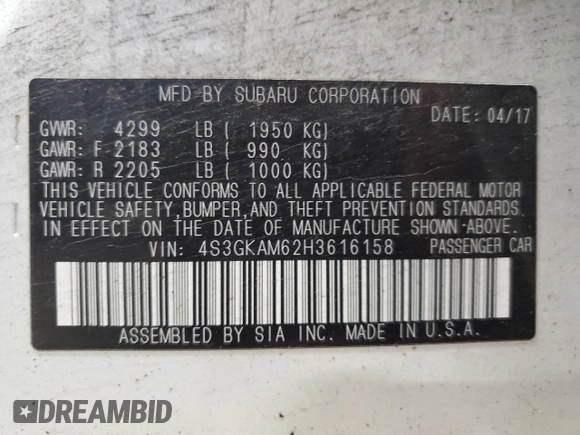 MFD BY SUBARU CORPORATION
DATE: 04/17
GVWR: 4299 LB ( 1950 KG)
GAWR: F 2183 LB ( 990 KG)
GAWR: R 2205 LB ( 1000 KG)
THIS VEHICLE CONFORMS TO ALL APPLICABLE FEDERAL MOTOR
VEHICLE SAFETY,BUMPER,AND THEFT PREVENTION STANDARDS
IN EFFECT ON THE DATE OF MANUFACTURE SHOWN-ABOVE.
VIN: 4S3GKAM62H3616158 PASSENGER CAR
ASSEMBLED BY SIA INC. MADE IN U.S.A.
DREAMBID